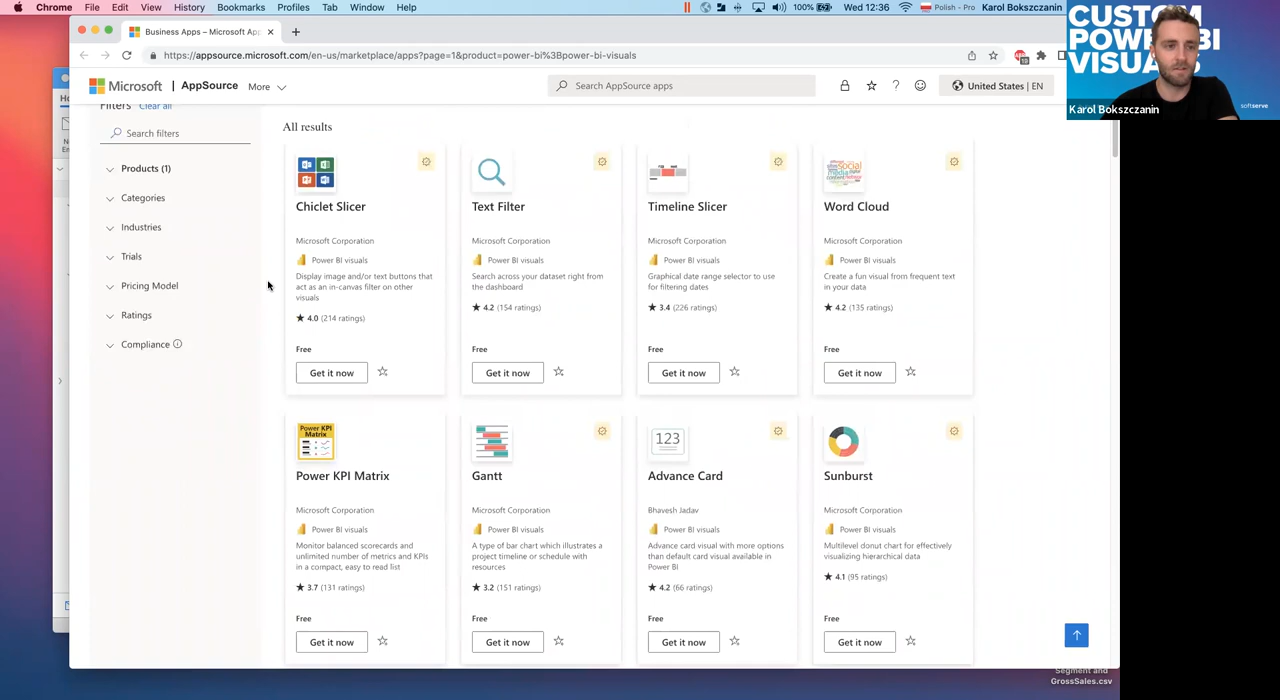 Chrome File Edit View History Bookmarks Profiles Tab Window Help 100% Wed 12:36 Polish - Pro Karol Bokszczanin
Business Apps – Microsoft App
https://appsource.microsoft.com/en-us/marketplace/apps?page=1&product=power-bi%3Bpower-bi-visuals
Microsoft | AppSource More Search AppSource apps United States | EN
CUSTOM
POWER BI
VISUALS
Karol Bokszczanin
softserve
Filters Clear all
Search filters
Products (1)
Categories
Industries
Trials
Pricing Model
Ratings
Compliance
All results
Chiclet Slicer
Microsoft Corporation
Power BI visuals
Display image and/or text buttons that
act as an in-canvas filter on other
visuals
4.0 (214 ratings)
Free
Get it now
Text Filter
Microsoft Corporation
Power BI visuals
Search across your dataset right from
the dashboard
4.2 (154 ratings)
Free
Get it now
Timeline Slicer
Microsoft Corporation
Power BI visuals
Graphical date range selector to use
for filtering dates
3.4 (226 ratings)
Free
Get it now
Word Cloud
Microsoft Corporation
Power BI visuals
Create a fun visual from frequent text
in your data
4.2 (135 ratings)
Free
Get it now
Power KPI
Matrix
Power KPI Matrix
Microsoft Corporation
Power BI visuals
Monitor balanced scorecards and
unlimited number of metrics and KPIs
in a compact, easy to read list
3.7 (131 ratings)
Free
Get it now
Gantt
Microsoft Corporation
Power BI visuals
A type of bar chart which illustrates a
project timeline or schedule with
resources
3.2 (151 ratings)
Free
Get it now
123
Advance Card
Bhavesh Jadav
Power BI visuals
Advance card visual with more options
than default card visual available in
Power BI
4.2 (66 ratings)
Free
Get it now
Sunburst
Microsoft Corporation
Power BI visuals
Multilevel donut chart for effectively
visualizing hierarchical data
4.1 (95 ratings)
Free
Get it now
Segment and
GrossSales.csv